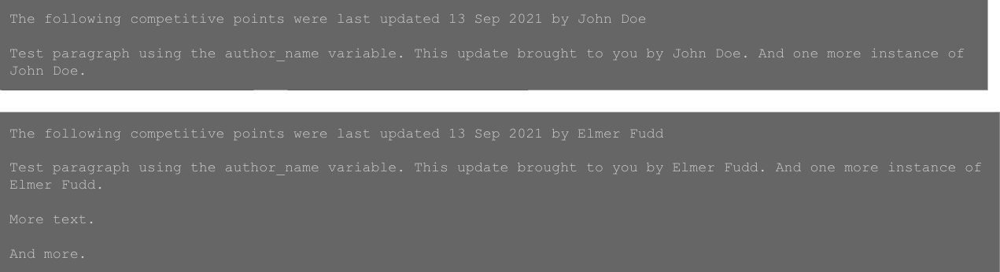 The following competitive points were last updated 13 Sep 2021 by John Doe
Test paragraph using the author_name variable. This update brought to you by John Doe. And one more instance of
John Doe.
The following competitive points were last updated 13 Sep 2021 by Elmer Fudd
Test paragraph using the author_name variable. This update brought to you by Elmer Fudd. And one more instance of
Elmer Fudd.
More text.
And more.